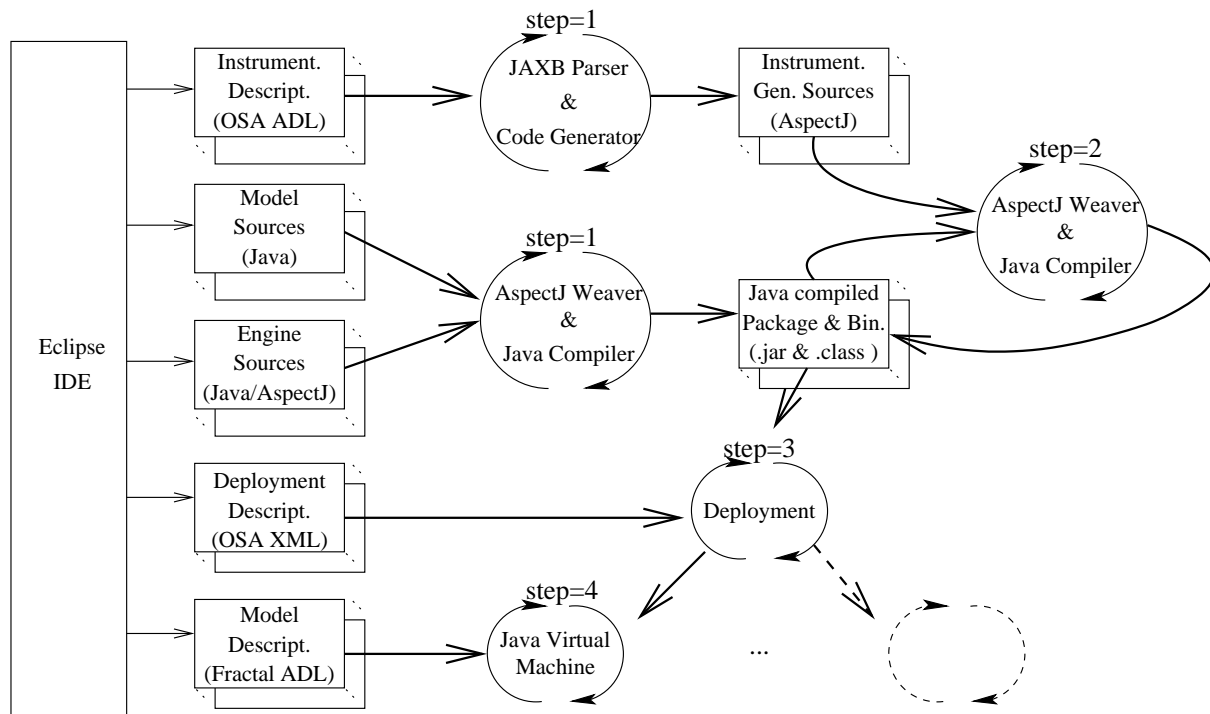 Eclipse
IDE
Instrument.
Descript.
(OSA ADL)
step=1
JAXB Parser
&
Code Generator
Instrument.
Gen. Sources
(AspectJ)
step=2
AspectJ Weaver
&
Java Compiler
Model
Sources
(Java)
step=1
AspectJ Weaver
&
Java Compiler
Java compiled
Package & Bin.
(.jar & .class )
Engine
Sources
(Java/AspectJ)
step=3
Deployment
Deployment
Descript.
(OSA XML)
step=4
Java Virtual
Machine
...
Model
Descript.
(Fractal ADL)